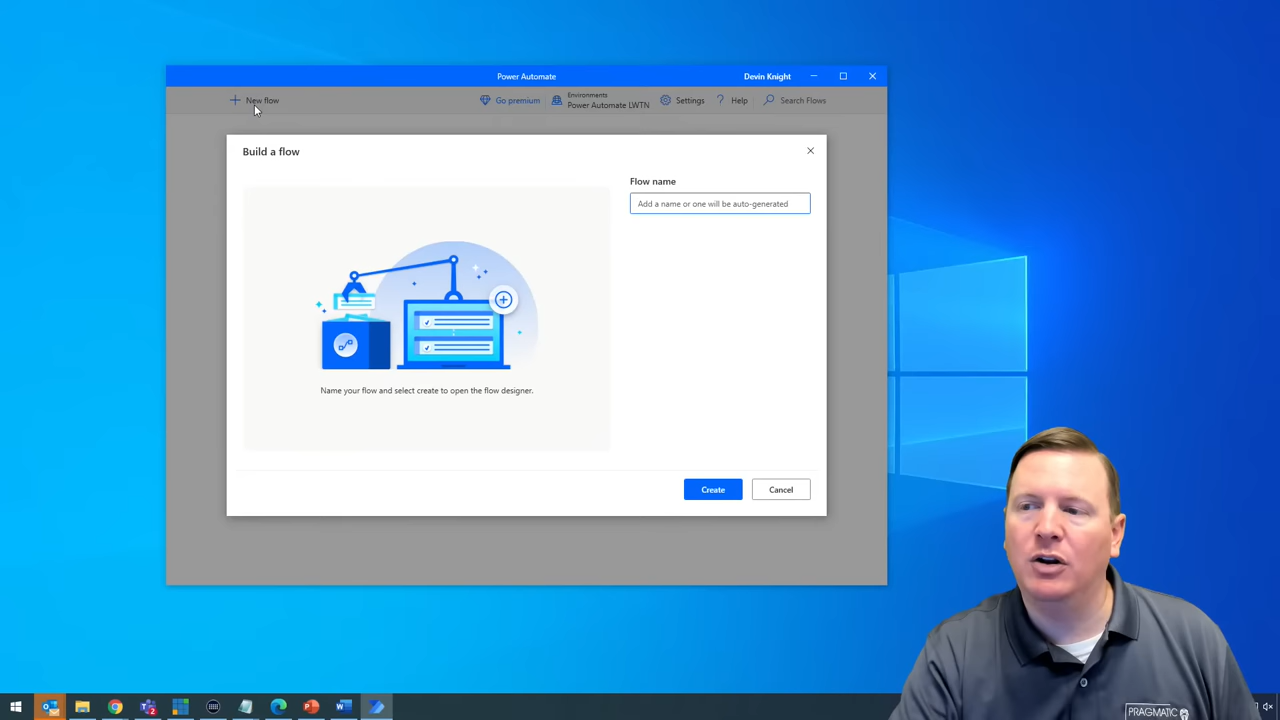 Power Automate
Devin Knight
New flow
Go premium
Environments
Power Automate LWTN
Settings
? Help
Search Flows
Build a flow
Flow name
Add a name or one will be auto-generated
Name your flow and select create to open the flow designer.
Create
Cancel
PRAGMATIC